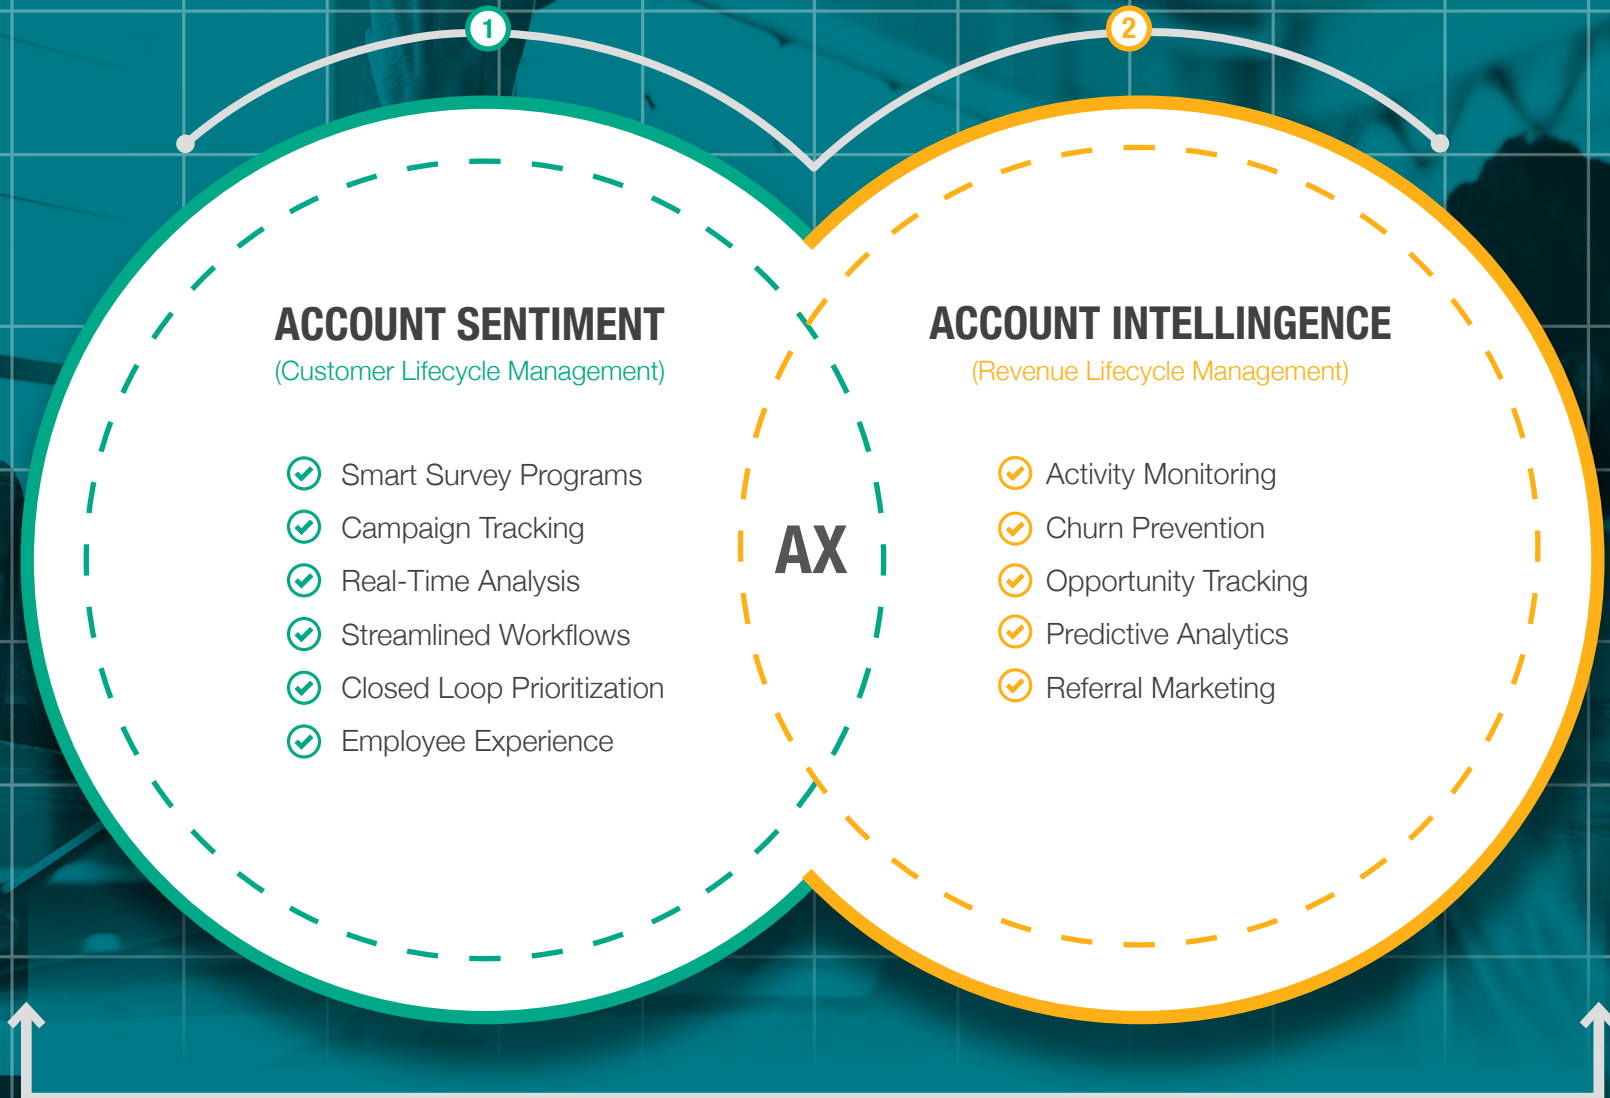 1
2
ACCOUNT SENTIMENT
(Customer Lifecycle Management)
Smart Survey Programs
Campaign Tracking
Real-Time Analysis
Streamlined Workflows
Closed Loop Prioritization
Employee Experience
AX
ACCOUNT INTELLINGENCE
(Revenue Lifecycle Management)
Activity Monitoring
Churn Prevention
Opportunity Tracking
Predictive Analytics
Referral Marketing